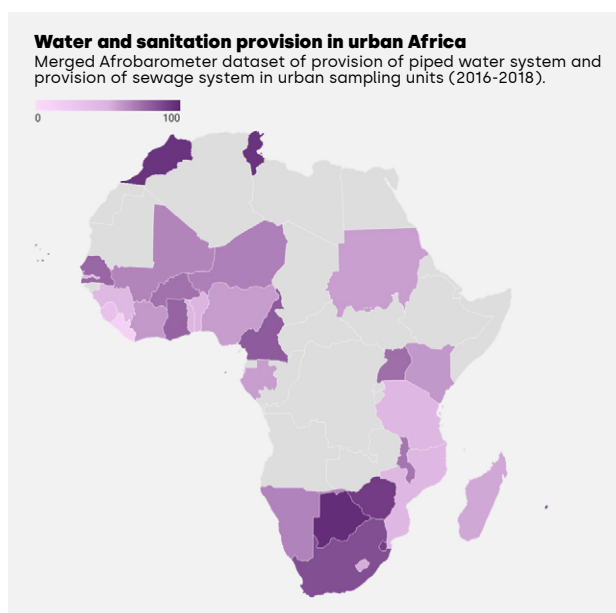 Water and sanitation provision in urban Africa
Merged Afrobarometer dataset of provision of piped water system and
provision of sewage system in urban sampling units (2016-2018).
0 100